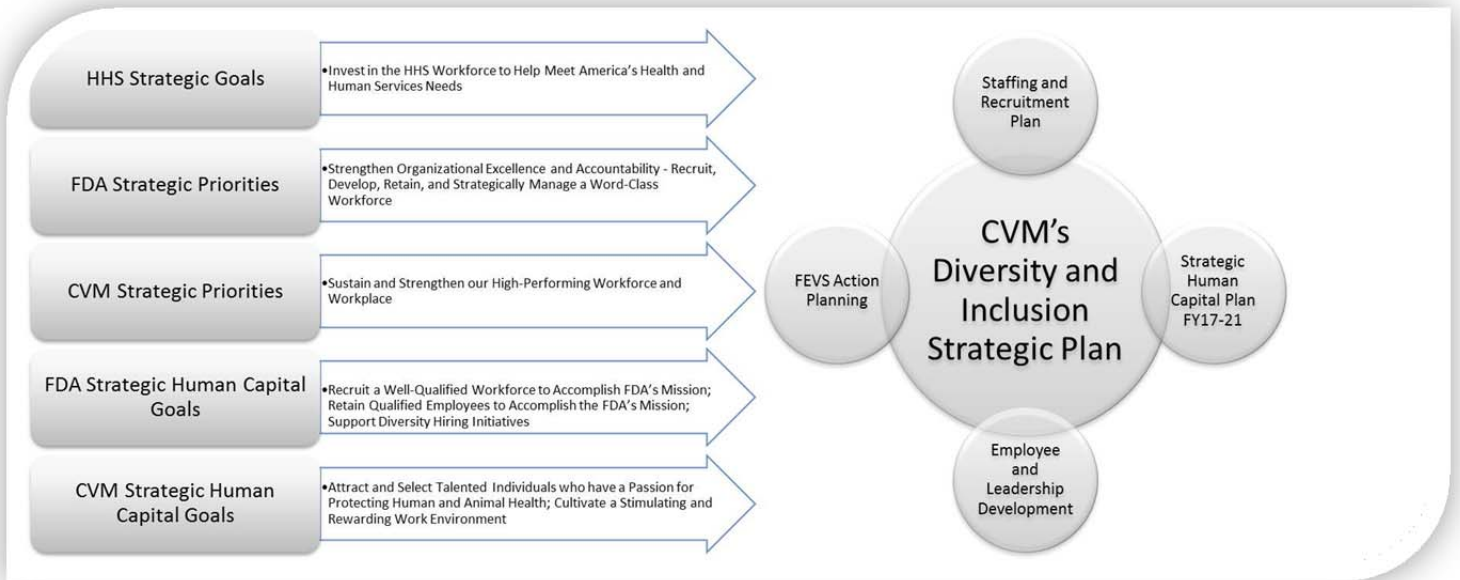 HHS Strategic Goals
•Invest in the HHS Workforce to Help Meet America's Health and
Human Services Needs
FDA Strategic Priorities
•Strengthen Organizational Excellence and Accountability - Recruit,
Develop, Retain, and Strategically Manage a Word-Class
Workforce
CVM Strategic Priorities
•Sustain and Strengthen our High-Performing Workforce and
Workplace
FDA Strategic Human Capital
Goals
•Recruit a Well-Qualified Workforce to Accomplish FDA's Mission;
Retain Qualified Employees to Accomplish the FDA's Mission;
Support Diversity Hiring Initiatives
CVM Strategic Human
Capital Goals
•Attract and Select Talented Individuals who have a Passion for
Protecting Human and Animal Health; Cultivate a Stimulating and
Rewarding Work Environment
Staffing and
Recruitment
Plan
FEVS Action
Planning
CVM's
Diversity and
Inclusion
Strategic Plan
Strategic
Human
Capital Plan
FY17-21
Employee
and
Leadership
Development